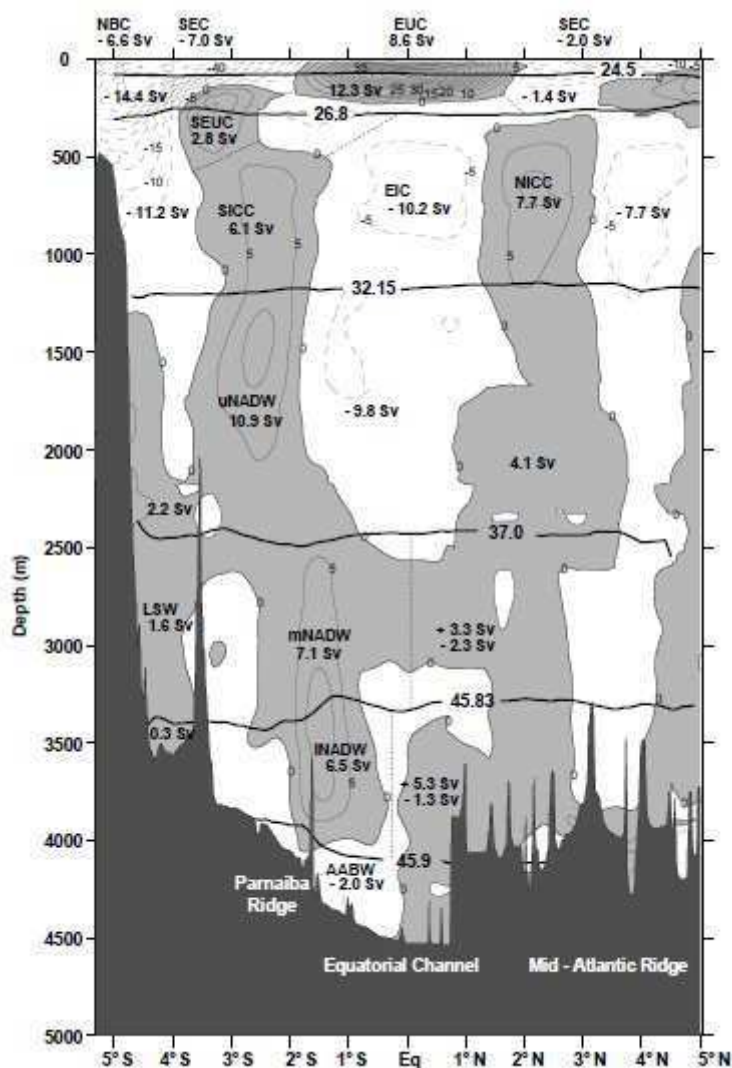 NBC SEC EUC SEC
- 6.6 Sv - 7.0 Sv 8.6 Sv - 2.0 Sv
0
- 14.4 Sv
12.3 Sv 25 30 15 20 10
- 1.4 Sv
24.5
26.8
SEUC
2.8 Sv
500
- 11.2 Sv
SICC
6.1 Sv
EIC
- 10.2 Sv
NICC
7.7 Sv
- 7.7 Sv
1000
32.15
1500
uNADW
10.9 Sv
- 9.8 Sv
2000
4.1 Sv
2.2 Sv
37.0
2500
Depth (m)
LSW
1.6 Sv
mNADW
7.1 Sv
+ 3.3 Sv
- 2.3 Sv
3000
45.83
0.3 Sv
3500
lNADW
6.5 Sv
+ 5.3 Sv
- 1.3 Sv
4000
45.9
AABW
- 2.0 Sv
Parnaiba
Ridge
4500
Equatorial Channel
Mid - Atlantic Ridge
5000
5° S 4° S 3° S 2° S 1° S Eq 1° N 2° N 3° N 4° N 5° N